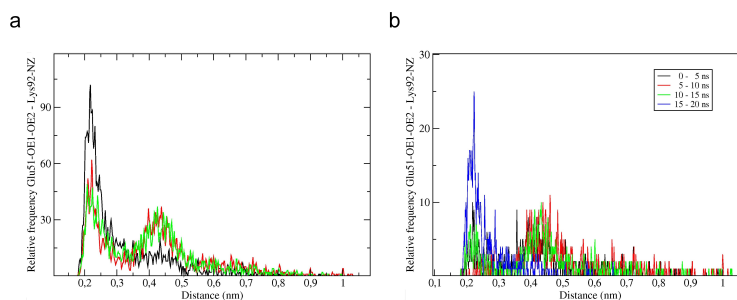 a
b
Relative frequency Glu51-OE1-OE2 - Lys92-NZ
90
60
30
0.2 0.3 0.4 0.5 0.6 0.7 0.8 0.9 1
Distance (nm)
Relative frequency Glu51-OE1-OE2 - Lys92-NZ
30
20
10
0
0,1 0.2 0.3 0.4 0.5 0.6 0.7 0.8 0.9 1
Distance (nm)
0 - 5 ns
5 - 10 ns
10 - 15 ns
15 - 20 ns